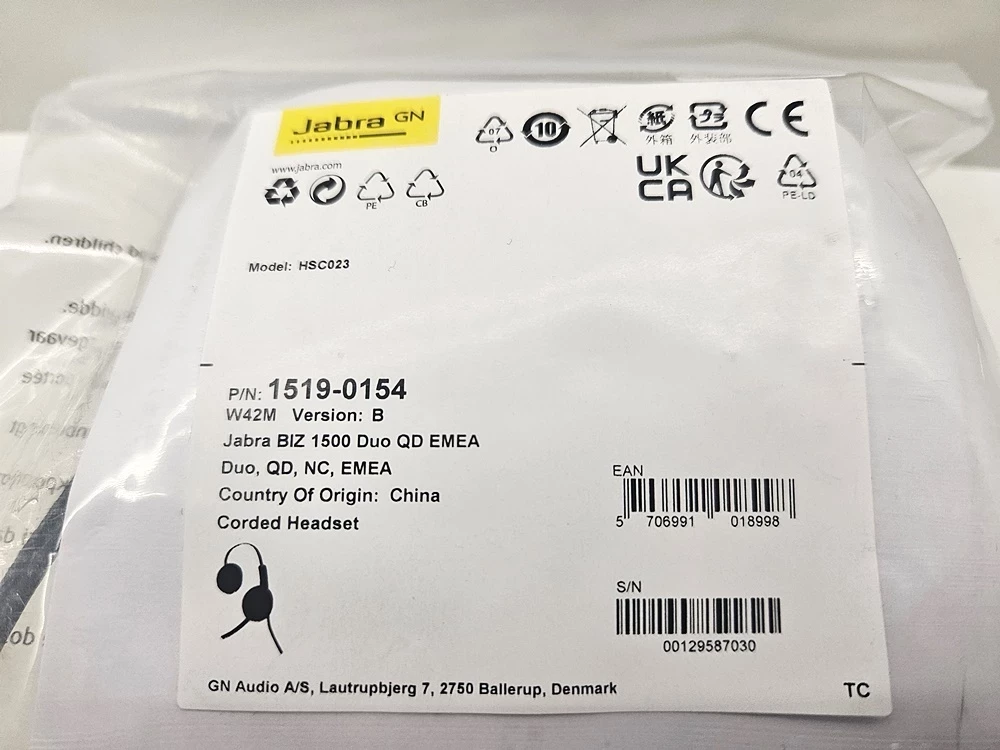 Jabra GN
www.jabra.com
07
O
10
紙
外箱
プラ
外装部
CE
UK
CA
04
PE-LD
PE
CB
Model: HSC023
P/N: 1519-0154
W42M Version: B
Jabra BIZ 1500 Duo QD EMEA
Duo, QD, NC, EMEA
Country Of Origin: China
Corded Headset
EAN
5 706991 018998
S/N
00129587030
GN Audio A/S, Lautrupbjerg 7, 2750 Ballerup, Denmark
TC
children.
gevaar